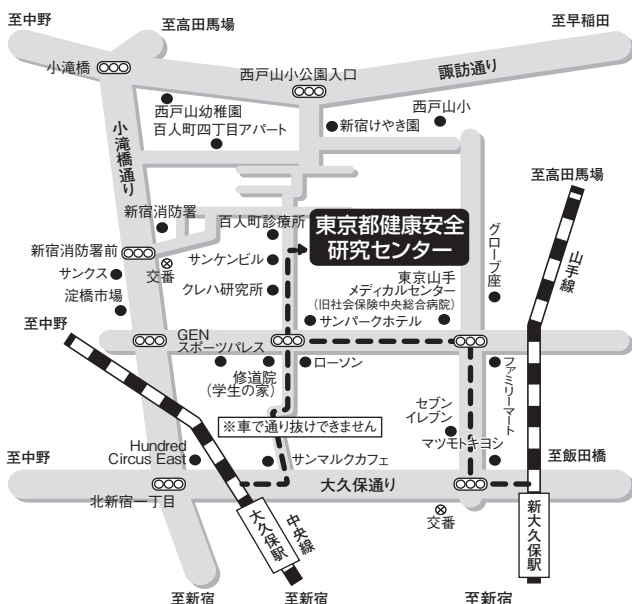 至中野
至高田馬場
至早稲田
小滝橋
西戸山小公園入口
諏訪通り
西戸山幼稚園
西戸山小
百人町四丁目アパート
新宿けやき園
小滝橋通り
至高田馬場
新宿消防署
百人町診療所
東京都健康安全
研究センター
グローブ座
山手線
新宿消防署前
サンケンビル
交番
サンクス
クレハ研究所
東京山手
メディカルセンター
(旧社会保険中央総合病院)
淀橋市場
サンパークホテル
至中野
GEN
スポーツパレス
ローソン
修道院
(学生の家)
ファミリーマート
セブン
イレブン
※車で通り抜けできません
マツモトキヨシ
Hundred
Circus East
サンマルクカフェ
至中野
至飯田橋
大久保通り
北新宿一丁目
交番
大久保駅
中央線
新大久保駅
至新宿
至新宿
至新宿